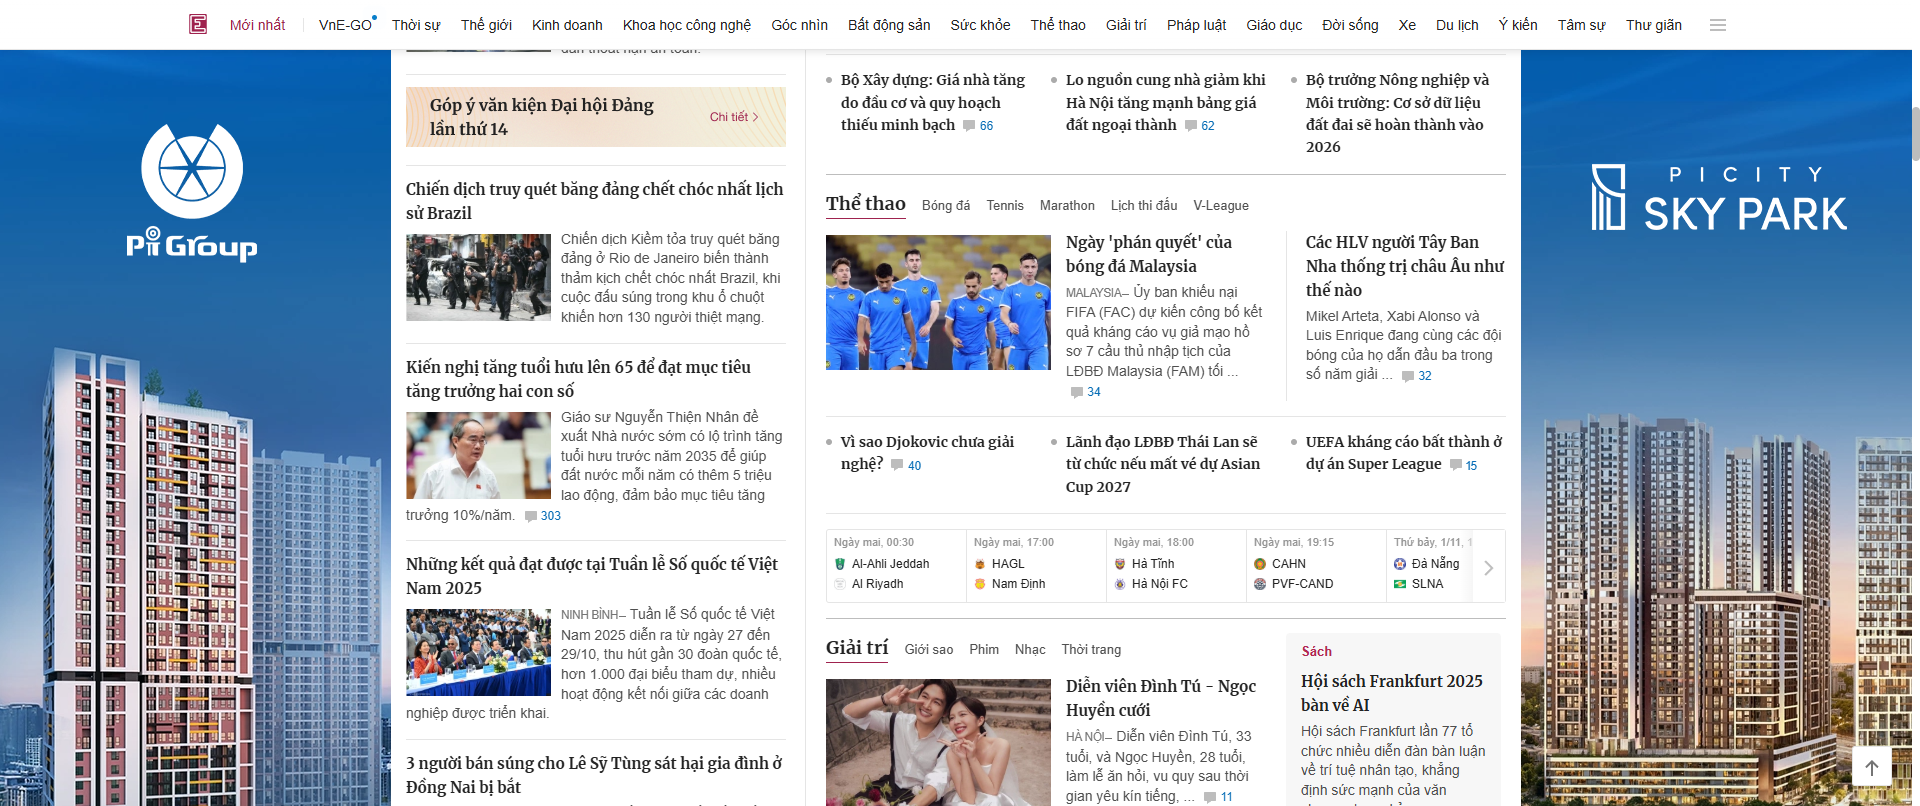 Mới nhất
VnE-GO
Thời sự
Thế giới
Kinh doanh
Khoa học công nghệ
Góc nhìn
Bất động sản
Sức khỏe
Thể thao
Giải trí
Pháp luật
Giáo dục
Đời sống
Xe
Du lịch
Ý kiến
Tâm sự
Thư giãn
Pi Group
Góp ý văn kiện Đại hội Đảng
lần thứ 14
Chi tiết
Chiến dịch truy quét băng đảng chết chóc nhất lịch
sử Brazil
Chiến dịch Kiềm tỏa truy quét băng
đảng ở Rio de Janeiro biến thành
thảm kịch chết chóc nhất Brazil, khi
cuộc đấu súng trong khu ổ chuột
khiến hơn 130 người thiệt mạng.
Kiến nghị tăng tuổi hưu lên 65 để đạt mục tiêu
tăng trưởng hai con số
Giáo sư Nguyễn Thiện Nhân đề
xuất Nhà nước sớm có lộ trình tăng
tuổi hưu trước năm 2035 để giúp
đất nước mỗi năm có thêm 5 triệu
lao động, đảm bảo mục tiêu tăng
trưởng 10%/năm. 303
Những kết quả đạt được tại Tuần lễ Số quốc tế Việt
Nam 2025
NINH BÌNH– Tuần lễ Số quốc tế Việt
Nam 2025 diễn ra từ ngày 27 đến
29/10, thu hút gần 30 đoàn quốc tế,
hơn 1.000 đại biểu tham dự, nhiều
hoạt động kết nối giữa các doanh
nghiệp được triển khai.
3 người bán súng cho Lê Sỹ Tùng sát hại gia đình ở
Đồng Nai bị bắt
Bộ Xây dựng: Giá nhà tăng
do đầu cơ và quy hoạch
thiếu minh bạch 66
Lo nguồn cung nhà giảm khi
Hà Nội tăng mạnh bảng giá
đất ngoại thành 62
Bộ trưởng Nông nghiệp và
Môi trường: Cơ sở dữ liệu
đất đai sẽ hoàn thành vào
2026
Thể thao
Bóng đá
Tennis
Marathon
Lịch thi đấu
V-League
Ngày 'phán quyết' của
bóng đá Malaysia
MALAYSIA– Ủy ban khiếu nại
FIFA (FAC) dự kiến công bố kết
quả kháng cáo vụ giả mạo hồ
sơ 7 cầu thủ nhập tịch của
LĐBĐ Malaysia (FAM) tối ...
34
Các HLV người Tây Ban
Nha thống trị châu Âu như
thế nào
Mikel Arteta, Xabi Alonso và
Luis Enrique đang cùng các đội
bóng của họ dẫn đầu ba trong
số năm giải ... 32
Vì sao Djokovic chưa giải
nghệ? 40
Lãnh đạo LĐBĐ Thái Lan sẽ
từ chức nếu mất vé dự Asian
Cup 2027
UEFA kháng cáo bất thành ở
dự án Super League 15
Ngày mai, 00:30
Al-Ahli Jeddah
Al Riyadh
Ngày mai, 17:00
HAGL
Nam Định
Ngày mai, 18:00
Hà Tĩnh
Hà Nội FC
Ngày mai, 19:15
CAHN
PVF-CAND
Thứ bảy, 1/11, 1
Đà Nẵng
SLNA
Giải trí
Giới sao
Phim
Nhạc
Thời trang
Diễn viên Đình Tú - Ngọc
Huyền cưới
HÀ NỘI– Diễn viên Đình Tú, 33
tuổi, và Ngọc Huyền, 28 tuổi,
làm lễ ăn hỏi, vu quy sau thời
gian yêu kín tiếng, ... 11
Sách
Hội sách Frankfurt 2025
bàn về AI
Hội sách Frankfurt lần 77 tổ
chức nhiều diễn đàn bàn luận
về trí tuệ nhân tạo, khẳng
định sức mạnh của văn
PICITY
SKY PARK